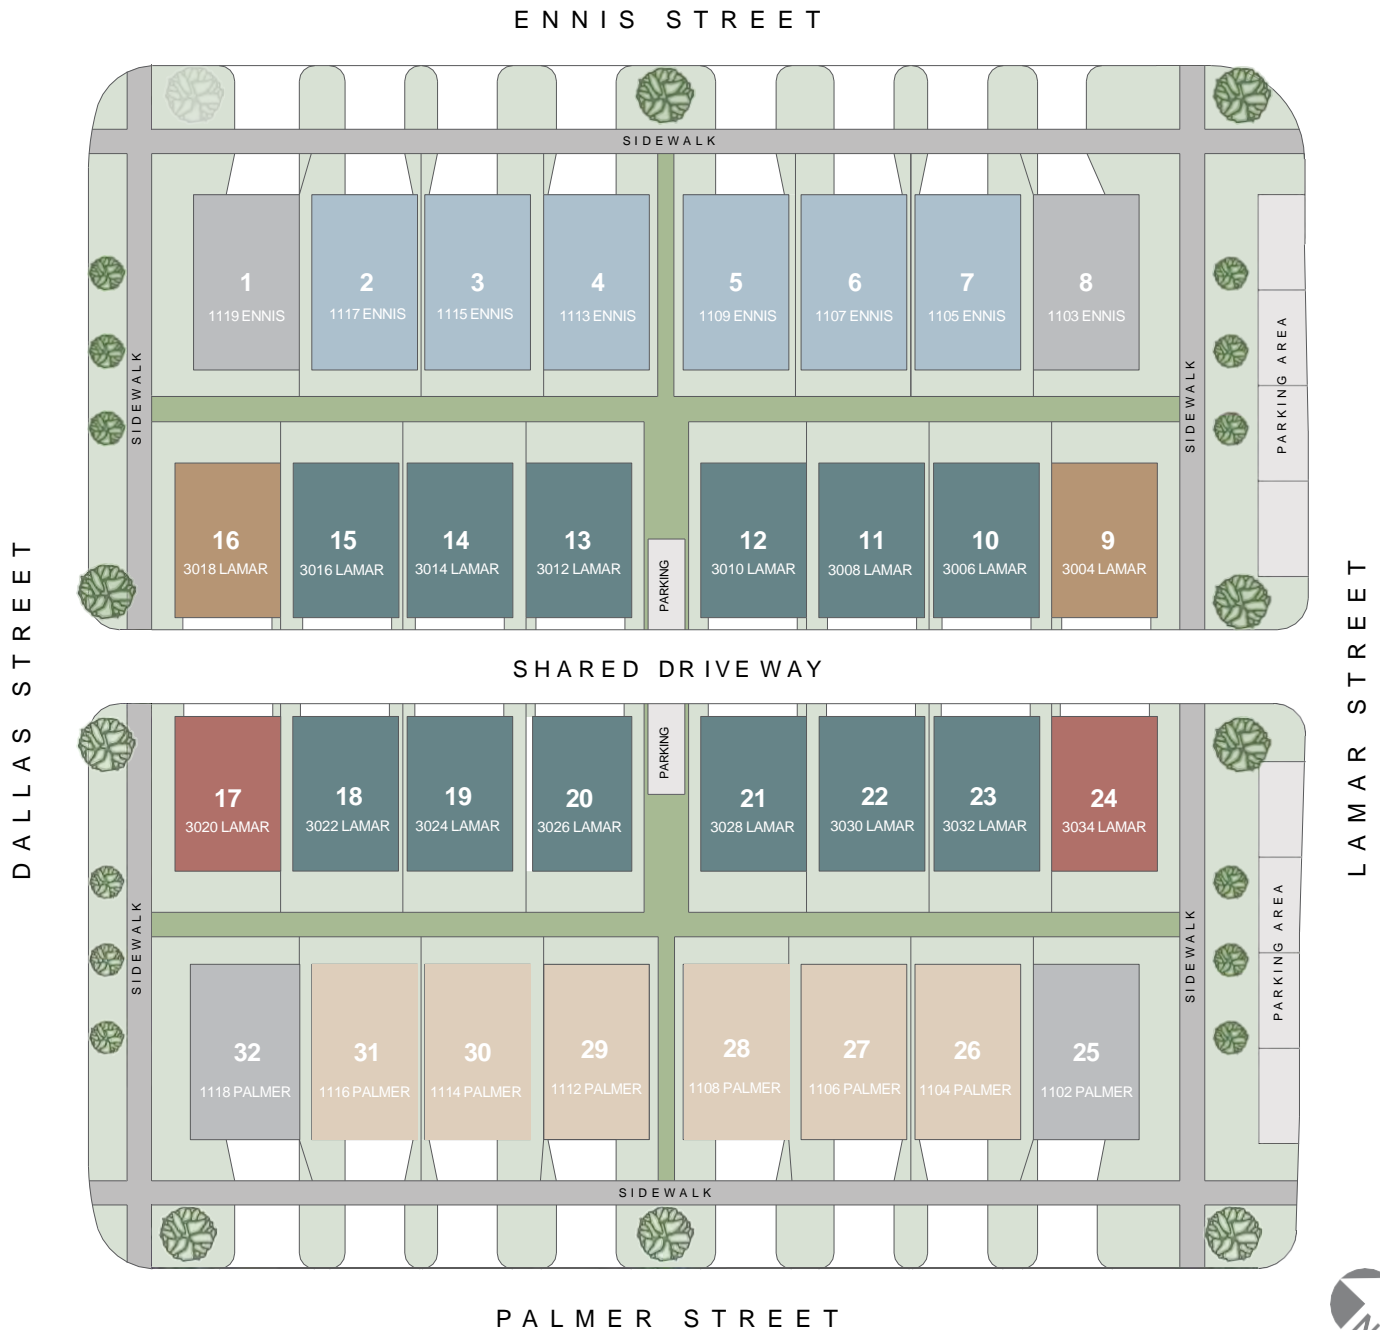 ENNIS STREET
SIDEWALK
1
1119 ENNIS
2
1117 ENNIS
3
1115 ENNIS
4
1113 ENNIS
5
1109 ENNIS
6
1107 ENNIS
7
1105 ENNIS
8
1103 ENNIS
SIDEWALK
SIDEWALK
PARKING AREA
16
3018 LAMAR
15
3016 LAMAR
14
3014 LAMAR
13
3012 LAMAR
PARKING
12
3010 LAMAR
11
3008 LAMAR
10
3006 LAMAR
9
3004 LAMAR
DALLAS STREET
SHARED DRIVEWAY
LAMAR STREET
17
3020 LAMAR
18
3022 LAMAR
19
3024 LAMAR
20
3026 LAMAR
PARKING
21
3028 LAMAR
22
3030 LAMAR
23
3032 LAMAR
24
3034 LAMAR
SIDEWALK
SIDEWALK
PARKING AREA
32
1118 PALMER
31
1116 PALMER
30
1114 PALMER
29
1112 PALMER
28
1108 PALMER
27
1106 PALMER
26
1104 PALMER
25
1102 PALMER
SIDEWALK
PALMER STREET